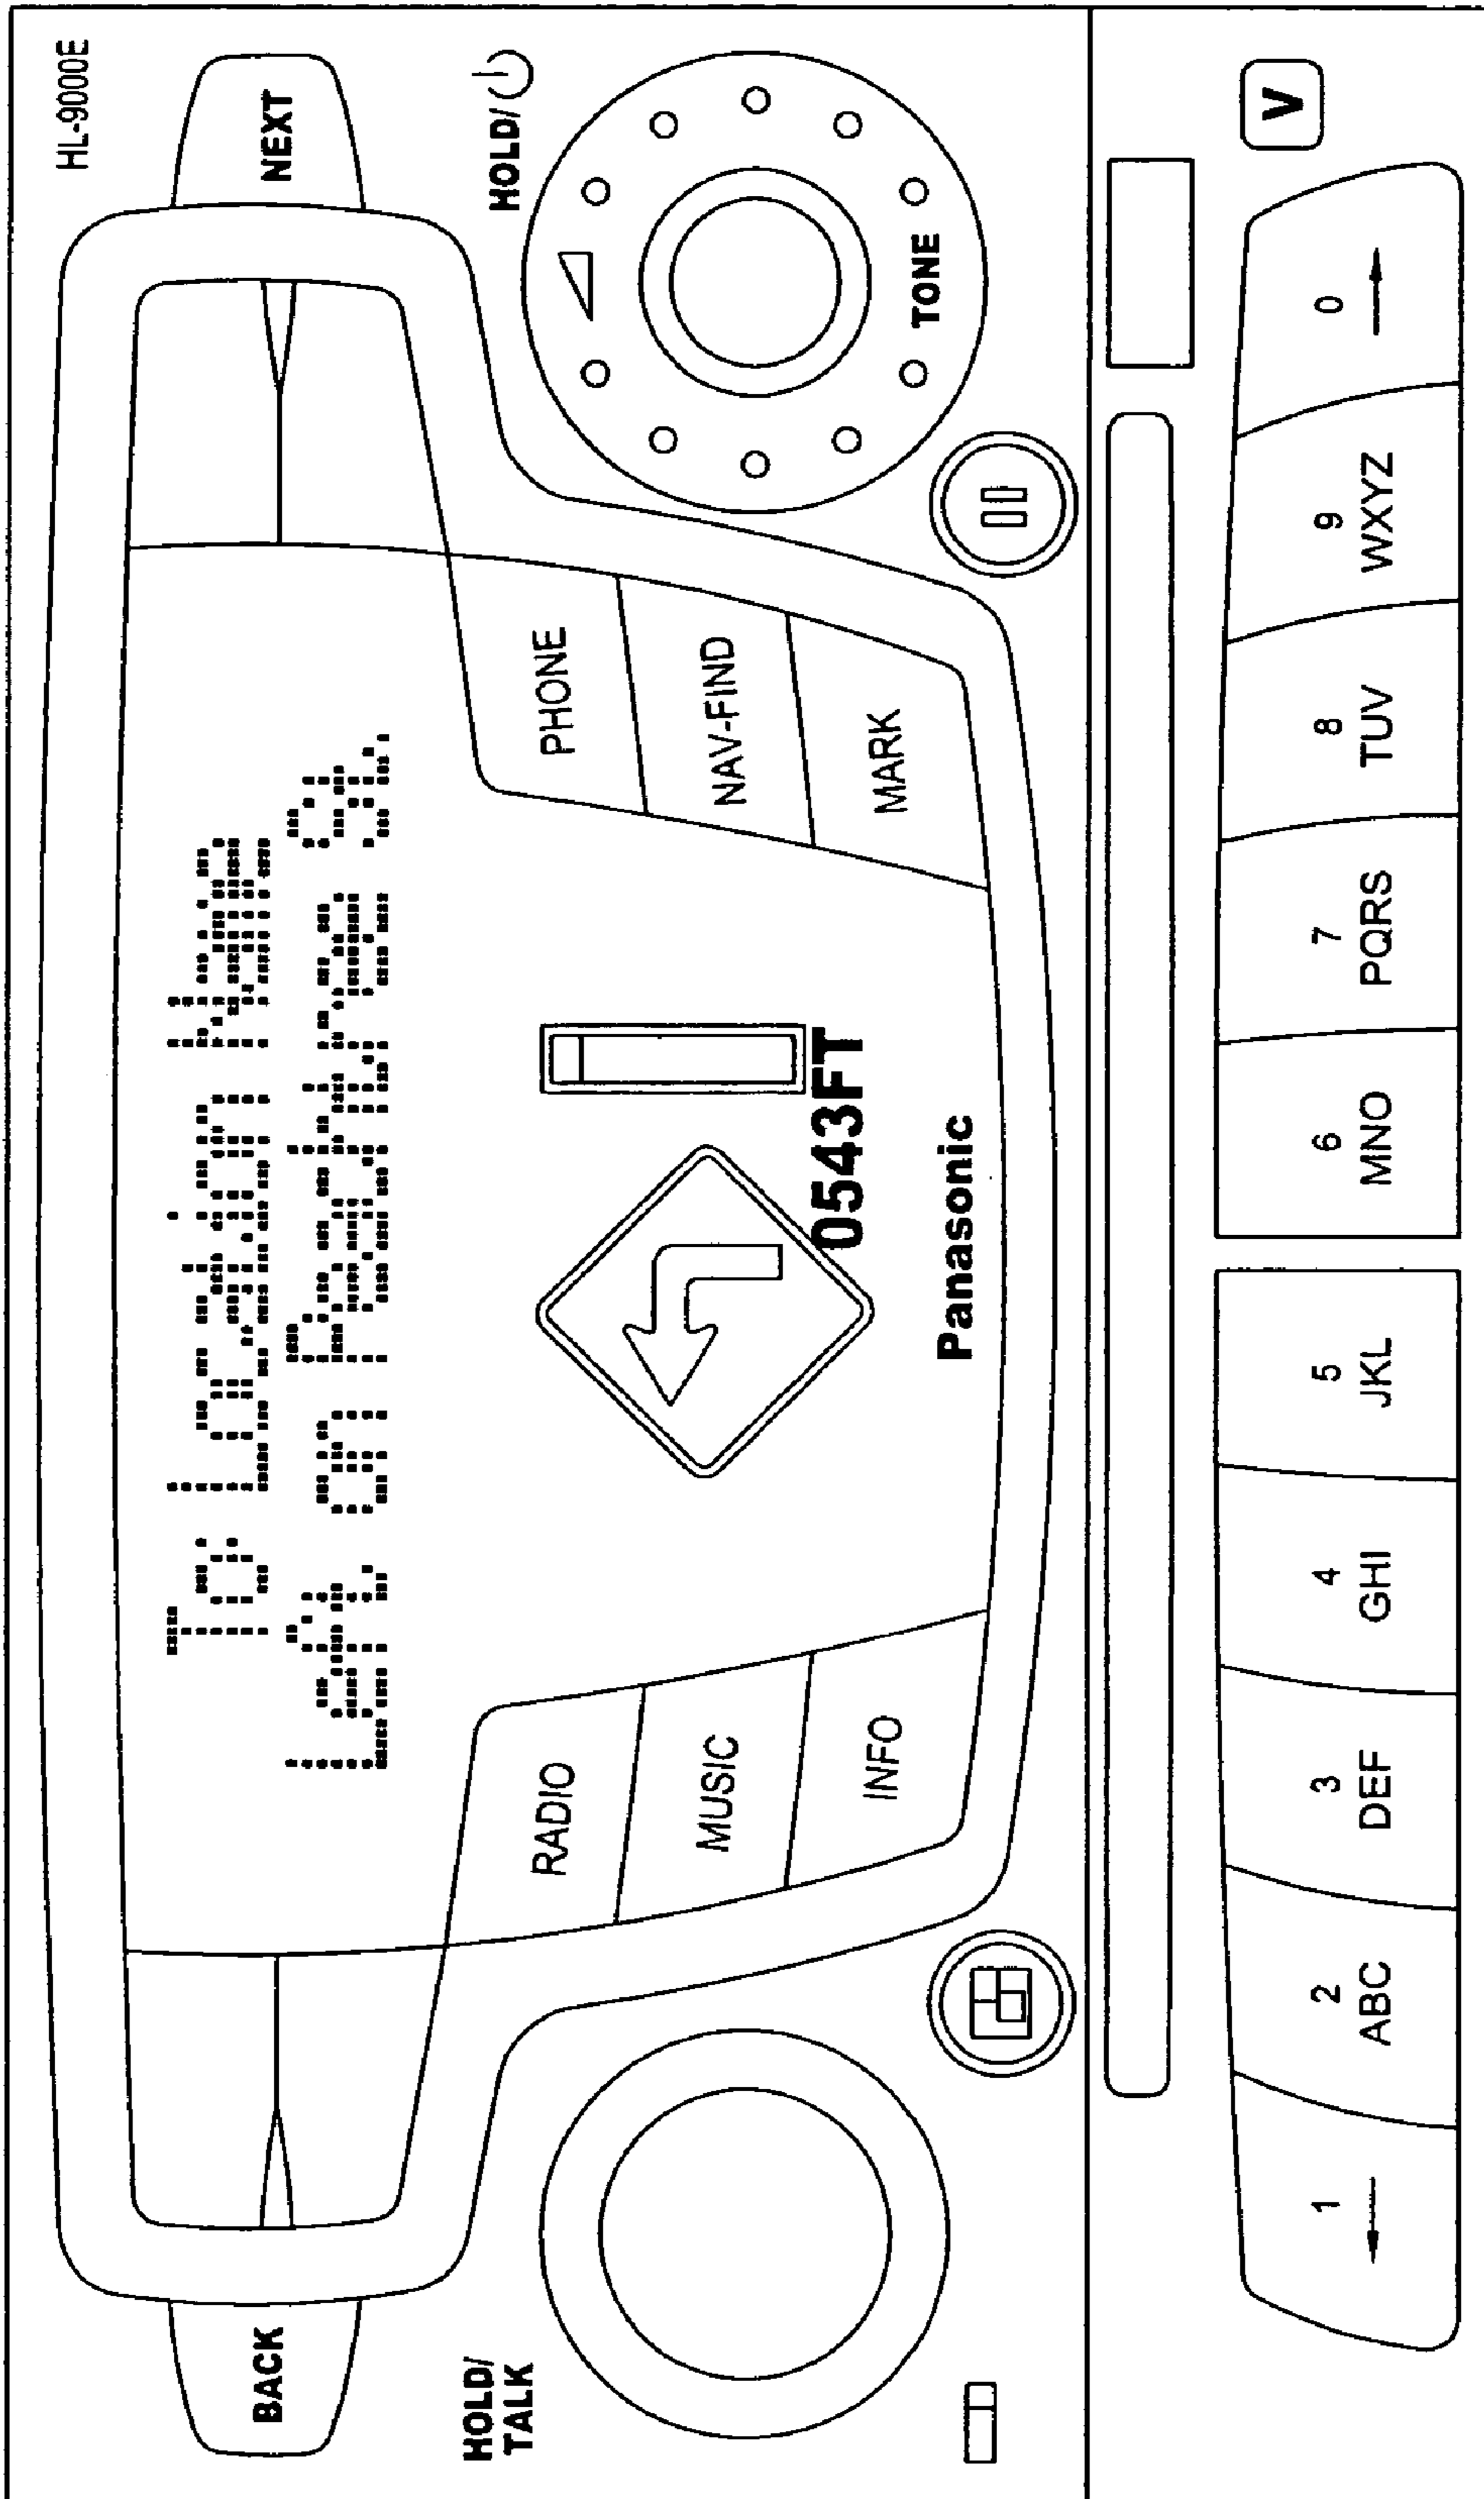 HL-9000E
BACK
NEXT
To Location Name
Left on Peachtree St.
HOLD/
TALK
HOLD/
RADIO
PHONE
MUSIC
NAV-FIND
INFO
MARK
TONE
0543FT
Panasonic
V
1
2
ABC
3
DEF
4
GHI
5
JKL
6
MNO
7
PQRS
8
TUV
9
WXYZ
0